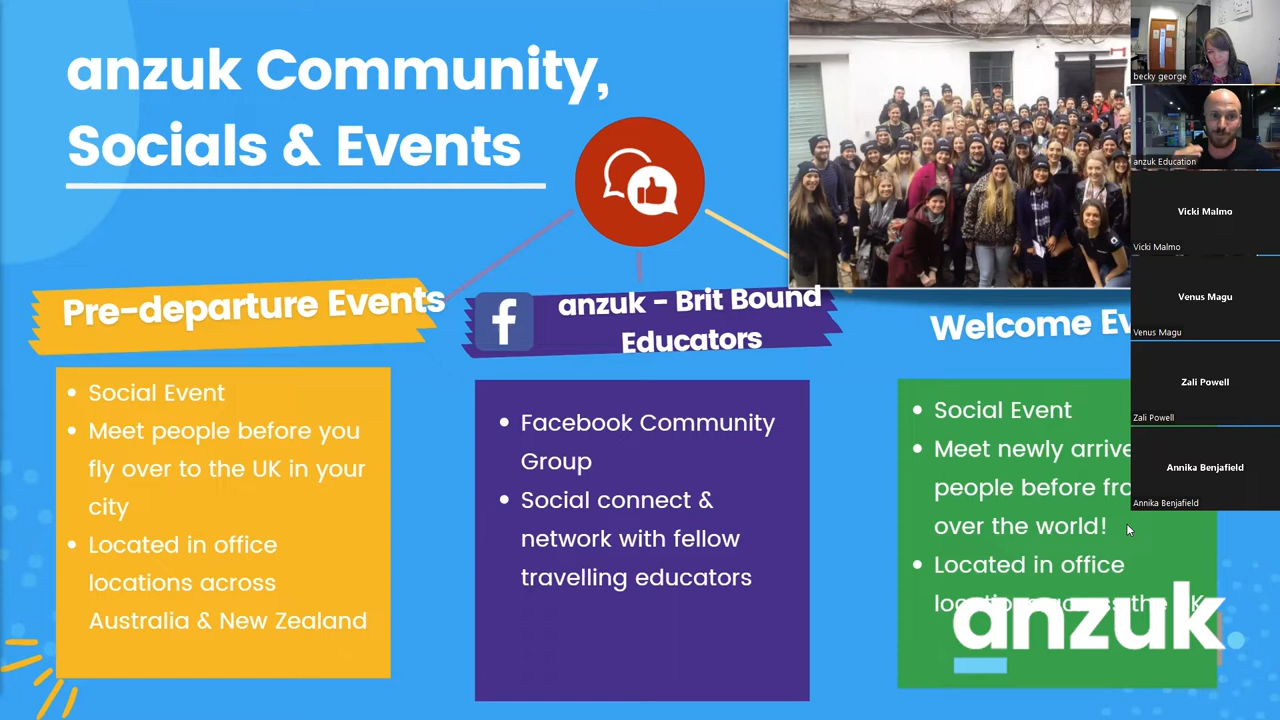 anzuk Community,
Socials & Events
Pre-departure Events
• Social Event
• Meet people before you
fly over to the UK in your
city
• Located in office
locations across
Australia & New Zealand
f
anzuk - Brit Bound
Educators
• Facebook Community
Group
• Social connect &
network with fellow
travelling educators
Welcome
• Social Event
• Meet newly
people before
over the world!
• Located in office
anzuk.
becky george
anzuk Education
Vicki Malmo
Vicki Malmo
Venus Magu
Venus Magu
Zali Powell
Zali Powell
Annika Benjafield
Annika Benjafield